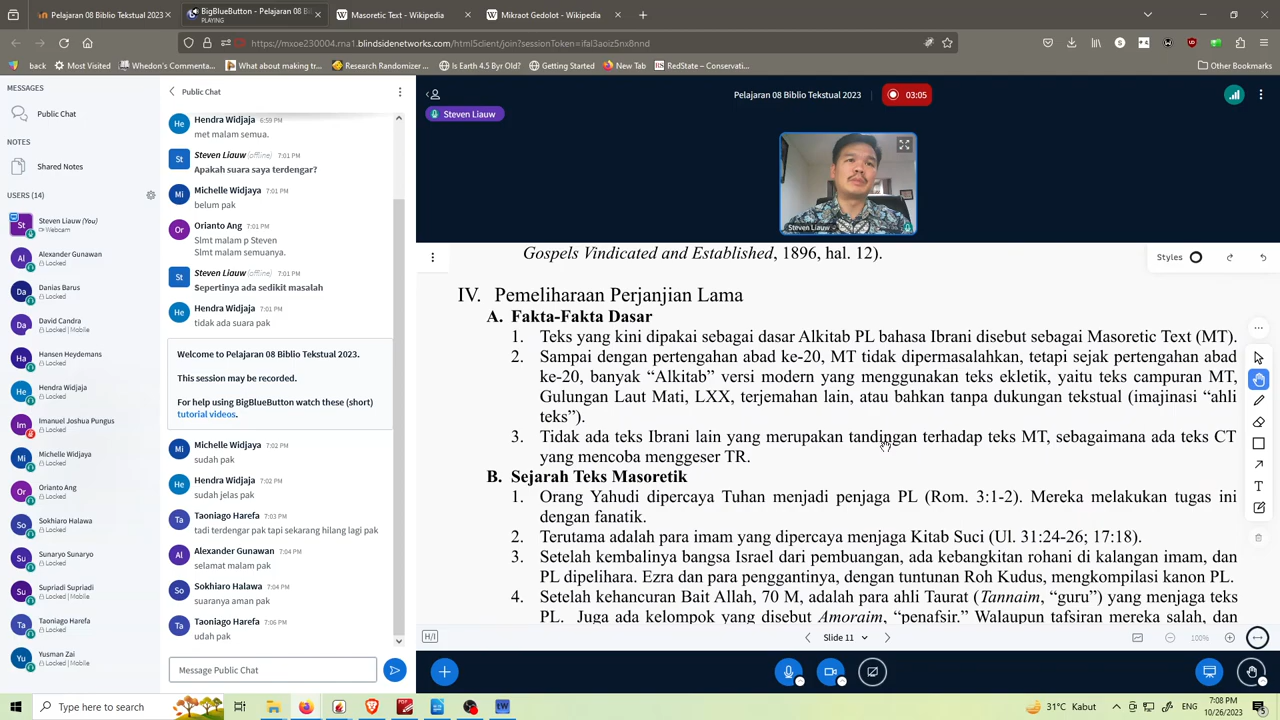 Pelajaran 08 Biblio Tekstual 2023
BigBlueButton - Pelajaran 08 Bi
PLAYING
Masoretic Text - Wikipedia
Mikraot Gedolot - Wikipedia
https://mxoe230004.rna1.blindsidenetworks.com/html5client/join?sessionToken=ifal3aoiz5nx8nnd
back
Most Visited
Whedon's Commentary...
What about making tr...
Research Randomizer ...
Is Earth 4.5 Byr Old?
Getting Started
New Tab
RedState – Conservati...
Other Bookmarks
MESSAGES
Public Chat
NOTES
Shared Notes
USERS (14)
Steven Liauw (You)
Webcam
Alexander Gunawan
Locked
Danias Barus
Locked
David Candra
Locked | Mobile
Hansen Heydemans
Locked
Hendra Widjaja
Locked
Imanuel Joshua Pungus
Locked
Michelle Widjaya
Locked
Orianto Ang
Locked
Sokhiaro Halawa
Locked
Sunaryo Sunaryo
Locked
Supriadi Supriadi
Locked | Mobile
Taoniago Harefa
Locked
Yusman Zai
Locked | Mobile
Public Chat
Hendra Widjaja 6:59 PM
met malam semua.
Steven Liauw (offline) 7:01 PM
Apakah suara saya terdengar?
Michelle Widjaya 7:01 PM
belum pak
Orianto Ang 7:01 PM
Slmt malam p Steven
Slmt malam semuanya.
Steven Liauw (offline) 7:01 PM
Sepertinya ada sedikit masalah
Hendra Widjaja 7:01 PM
tidak ada suara pak
Welcome to Pelajaran 08 Biblio Tekstual 2023.
This session may be recorded.
For help using BigBlueButton watch these (short)
tutorial videos.
Michelle Widjaya 7:02 PM
sudah pak
Hendra Widjaja 7:02 PM
sudah jelas pak
Taoniago Harefa 7:03 PM
tadi terdengar pak tapi sekarang hilang lagi pak
Alexander Gunawan 7:04 PM
selamat malam pak
Sokhiaro Halawa 7:04 PM
suaranya aman pak
Taoniago Harefa 7:06 PM
udah pak
Message Public Chat
Steven Liauw
Pelajaran 08 Biblio Tekstual 2023
03:05
Steven Liauw
Styles
Gospels Vindicated and Established, 1896, hal. 12).
IV. Pemeliharaan Perjanjian Lama
A. Fakta-Fakta Dasar
1. Teks yang kini dipakai sebagai dasar Alkitab PL bahasa Ibrani disebut sebagai Masoretic Text (MT).
2. Sampai dengan pertengahan abad ke-20, MT tidak dipermasalahkan, tetapi sejak pertengahan abad
ke-20, banyak “Alkitab” versi modern yang menggunakan teks ekletik, yaitu teks campuran MT,
Gulungan Laut Mati, LXX, terjemahan lain, atau bahkan tanpa dukungan tekstual (imajinasi “ahli
teks”).
3. Tidak ada teks Ibrani lain yang merupakan tandingan terhadap teks MT, sebagaimana ada teks CT
yang mencoba menggeser TR.
B. Sejarah Teks Masoretik
1. Orang Yahudi dipercaya Tuhan menjadi penjaga PL (Rom. 3:1-2). Mereka melakukan tugas ini
dengan fanatik.
2. Terutama adalah para imam yang dipercaya menjaga Kitab Suci (Ul. 31:24-26; 17:18).
3. Setelah kembalinya bangsa Israel dari pembuangan, ada kebangkitan rohani di kalangan imam, dan
PL dipelihara. Ezra dan para penggantinya, dengan tuntunan Roh Kudus, mengkompilasi kanon PL.
4. Setelah kehancuran Bait Allah, 70 M, adalah para ahli Taurat (Tannaim, “guru”) yang menjaga teks
PL. Juga ada kelompok yang disebut Amoraim, “penafsir.” Walaupun tafsiran mereka salah, dan
Slide 11
100%
Type here to search
31°C Kabut
ENG
7:08 PM
10/26/2023